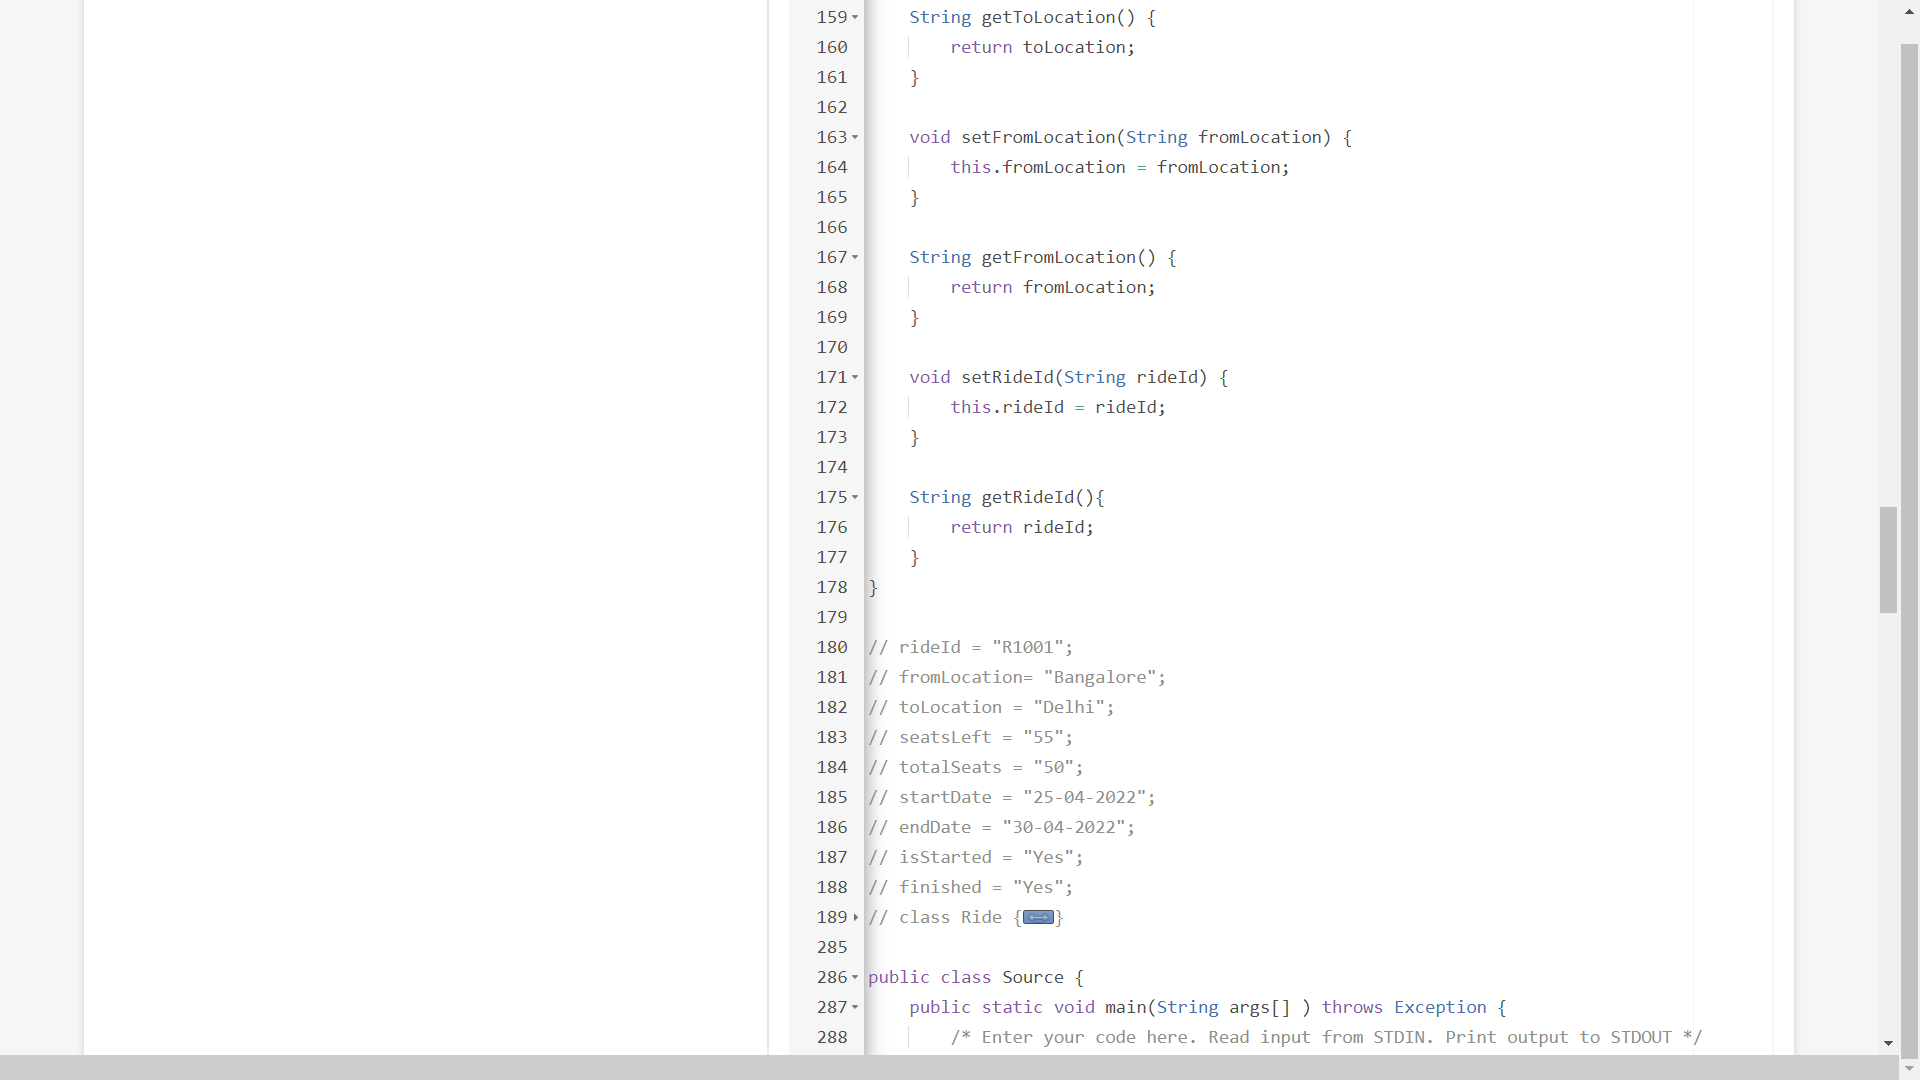 159 String getToLocation() {
160 return toLocation;
161 }
162
163 void setFromLocation(String fromLocation) {
164 this.fromLocation = fromLocation;
165 }
166
167 String getFromLocation() {
168 return fromLocation;
169 }
170
171 void setRideId(String rideId) {
172 this.rideId = rideId;
173 }
174
175 String getRideId(){
176 return rideId;
177 }
178 }
179
180 // rideId = "R1001";
181 // fromLocation= "Bangalore";
182 // toLocation = "Delhi";
183 // seatsLeft = "55";
184 // totalSeats = "50";
185 // startDate = "25-04-2022";
186 // endDate = "30-04-2022";
187 // isStarted = "Yes";
188 // finished = "Yes";
189 // class Ride {}
285
286 public class Source {
287 public static void main(String args[] ) throws Exception {
288 /* Enter your code here. Read input from STDIN. Print output to STDOUT */